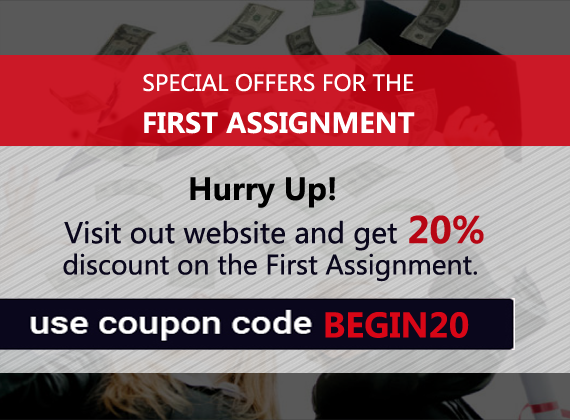 SPECIAL OFFERS FOR THE
FIRST ASSIGNMENT
Hurry Up!
Visit out website and get 20%
discount on the First Assignment.
use coupon code BEGIN20